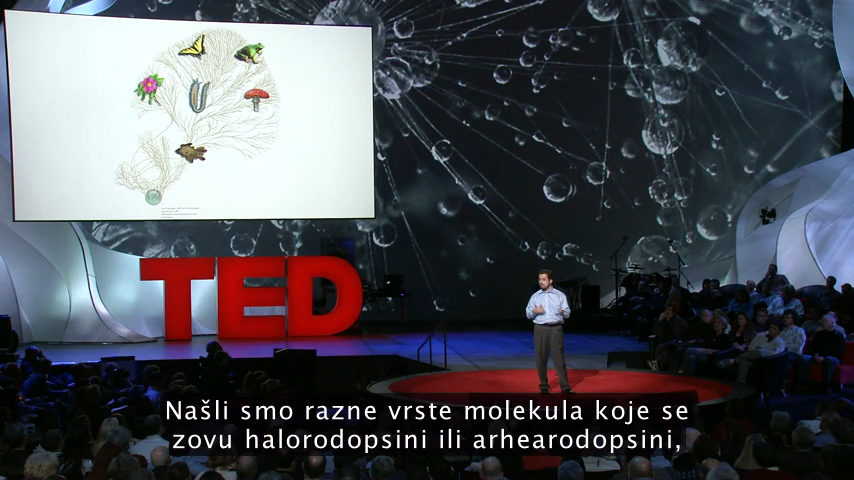 TED
Našli smo razne vrste molekula koje se
zovu halorodopsini ili arhearodopsini,